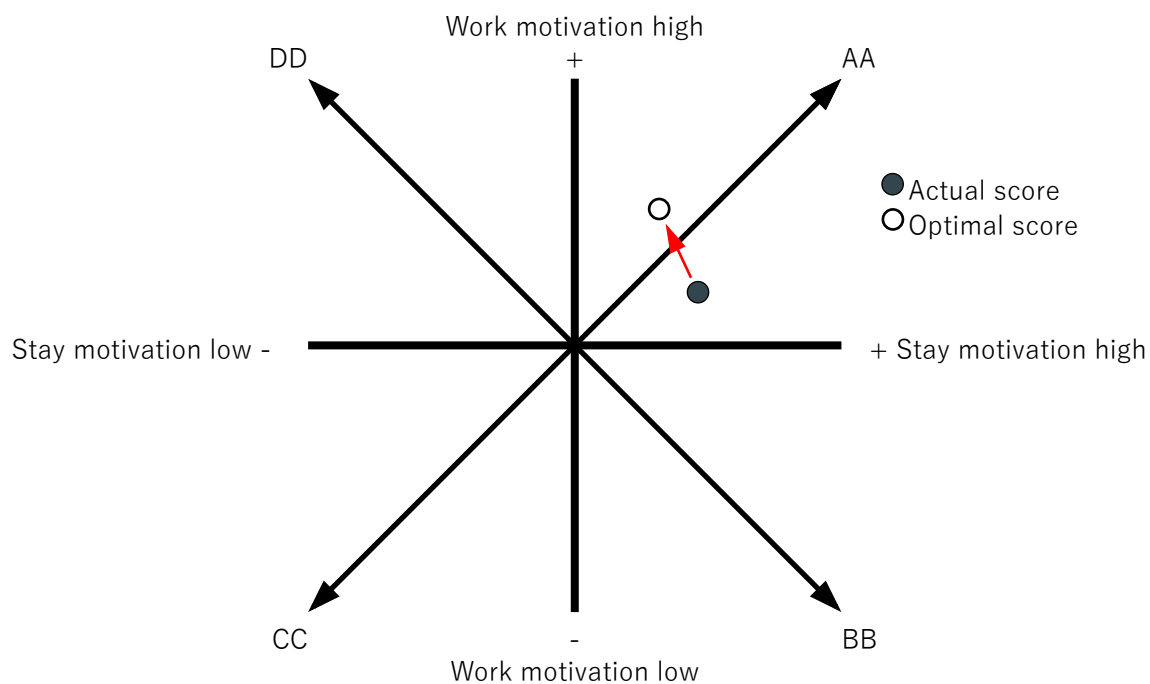 Work motivation high
+
DD
AA
Actual score
Optimal score
Stay motivation low -
+ Stay motivation high
CC
-
BB
Work motivation low